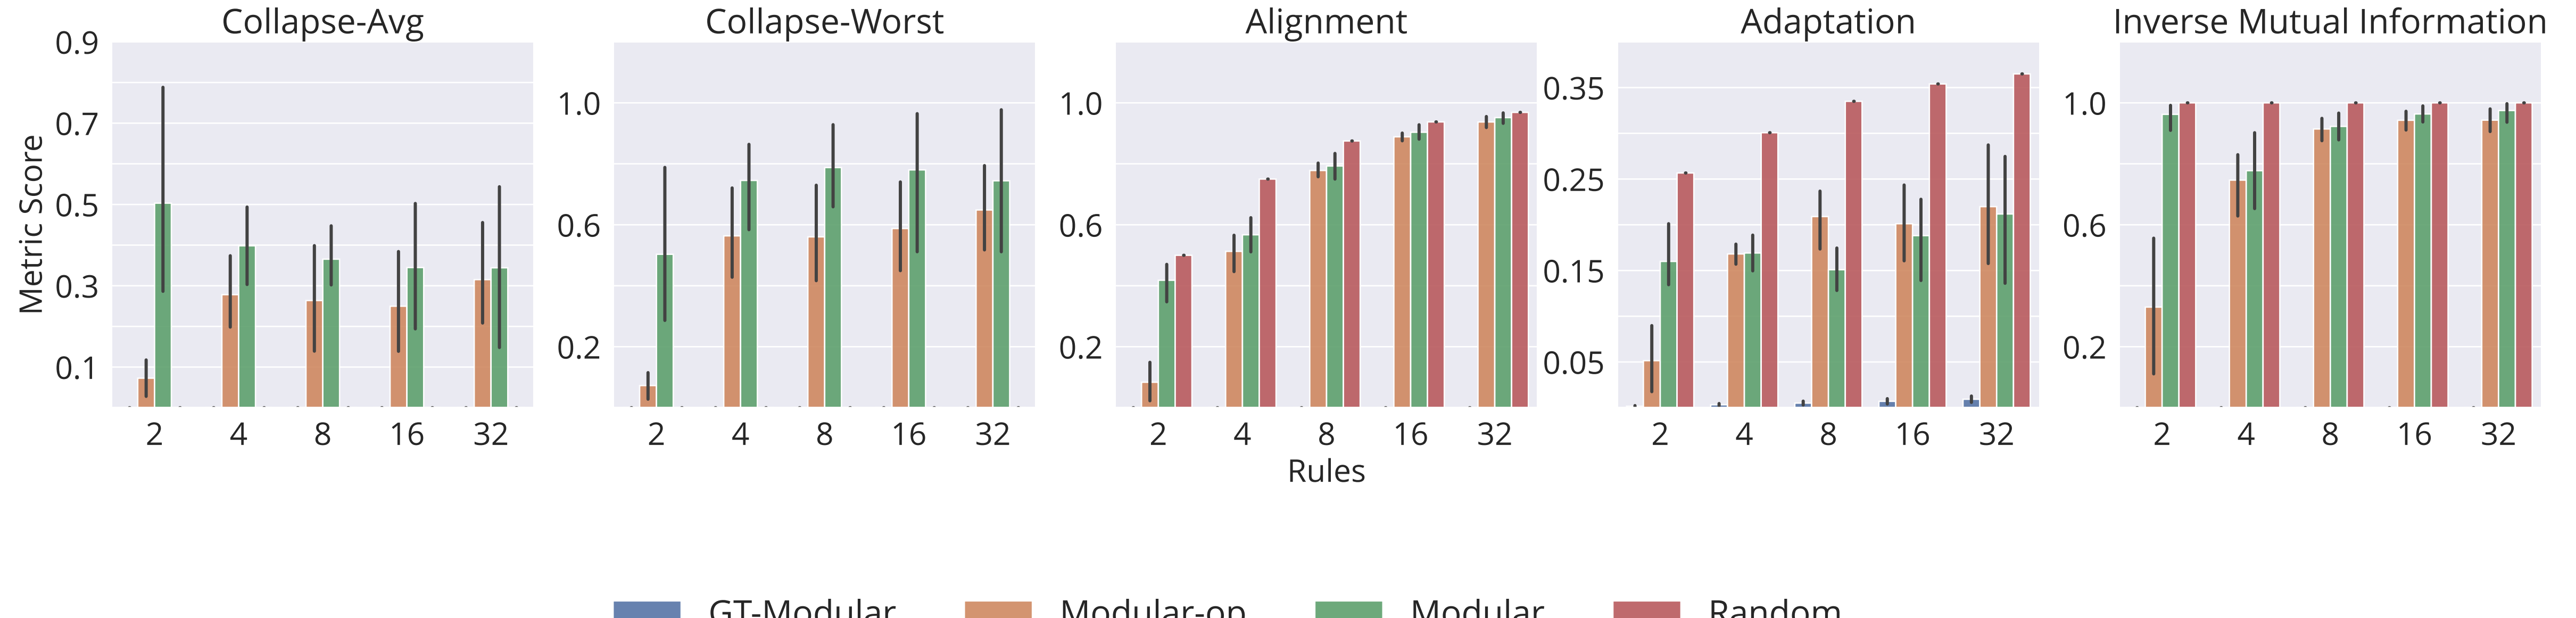 Collapse-Avg
Collapse-Worst
Alignment
Adaptation
Inverse Mutual Information
Metric Score
0.9
0.7
0.5
0.3
0.1
2 4 8 16 32
1.0
0.6
0.2
2 4 8 16 32
1.0
0.6
0.2
2 4 8 16 32
0.35
0.25
0.15
0.05
2 4 8 16 32
1.0
0.6
0.2
2 4 8 16 32
Rules
GT-Modular Modular-op Modular Random